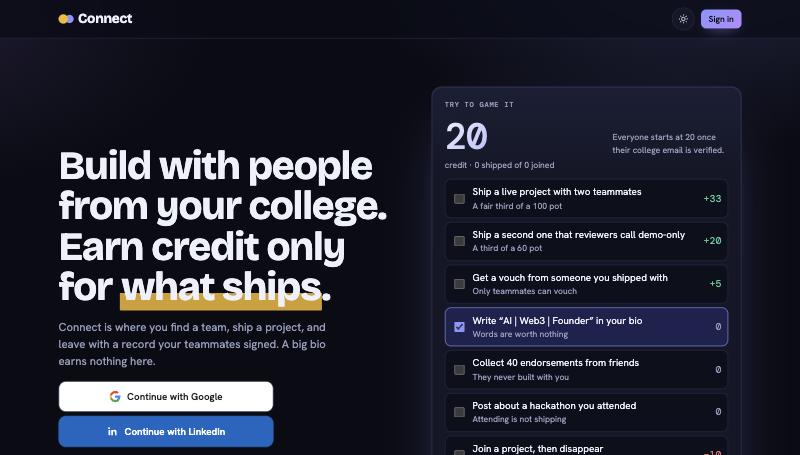 Connect
Sign in
Build with people
from your college.
Earn credit only
for what ships.
Connect is where you find a team, ship a project, and
leave with a record your teammates signed. A big bio
earns nothing here.
Continue with Google
in Continue with LinkedIn
TRY TO GAME IT
20
Everyone starts at 20 once
their college email is verified.
credit · 0 shipped of 0 joined
Ship a live project with two teammates
A fair third of a 100 pot
+33
Ship a second one that reviewers call demo-only
A third of a 60 pot
+20
Get a vouch from someone you shipped with
Only teammates can vouch
+5
Write “AI | Web3 | Founder” in your bio
Words are worth nothing
0
Collect 40 endorsements from friends
They never built with you
0
Post about a hackathon you attended
Attending is not shipping
0
Join a project, then disappear
-10